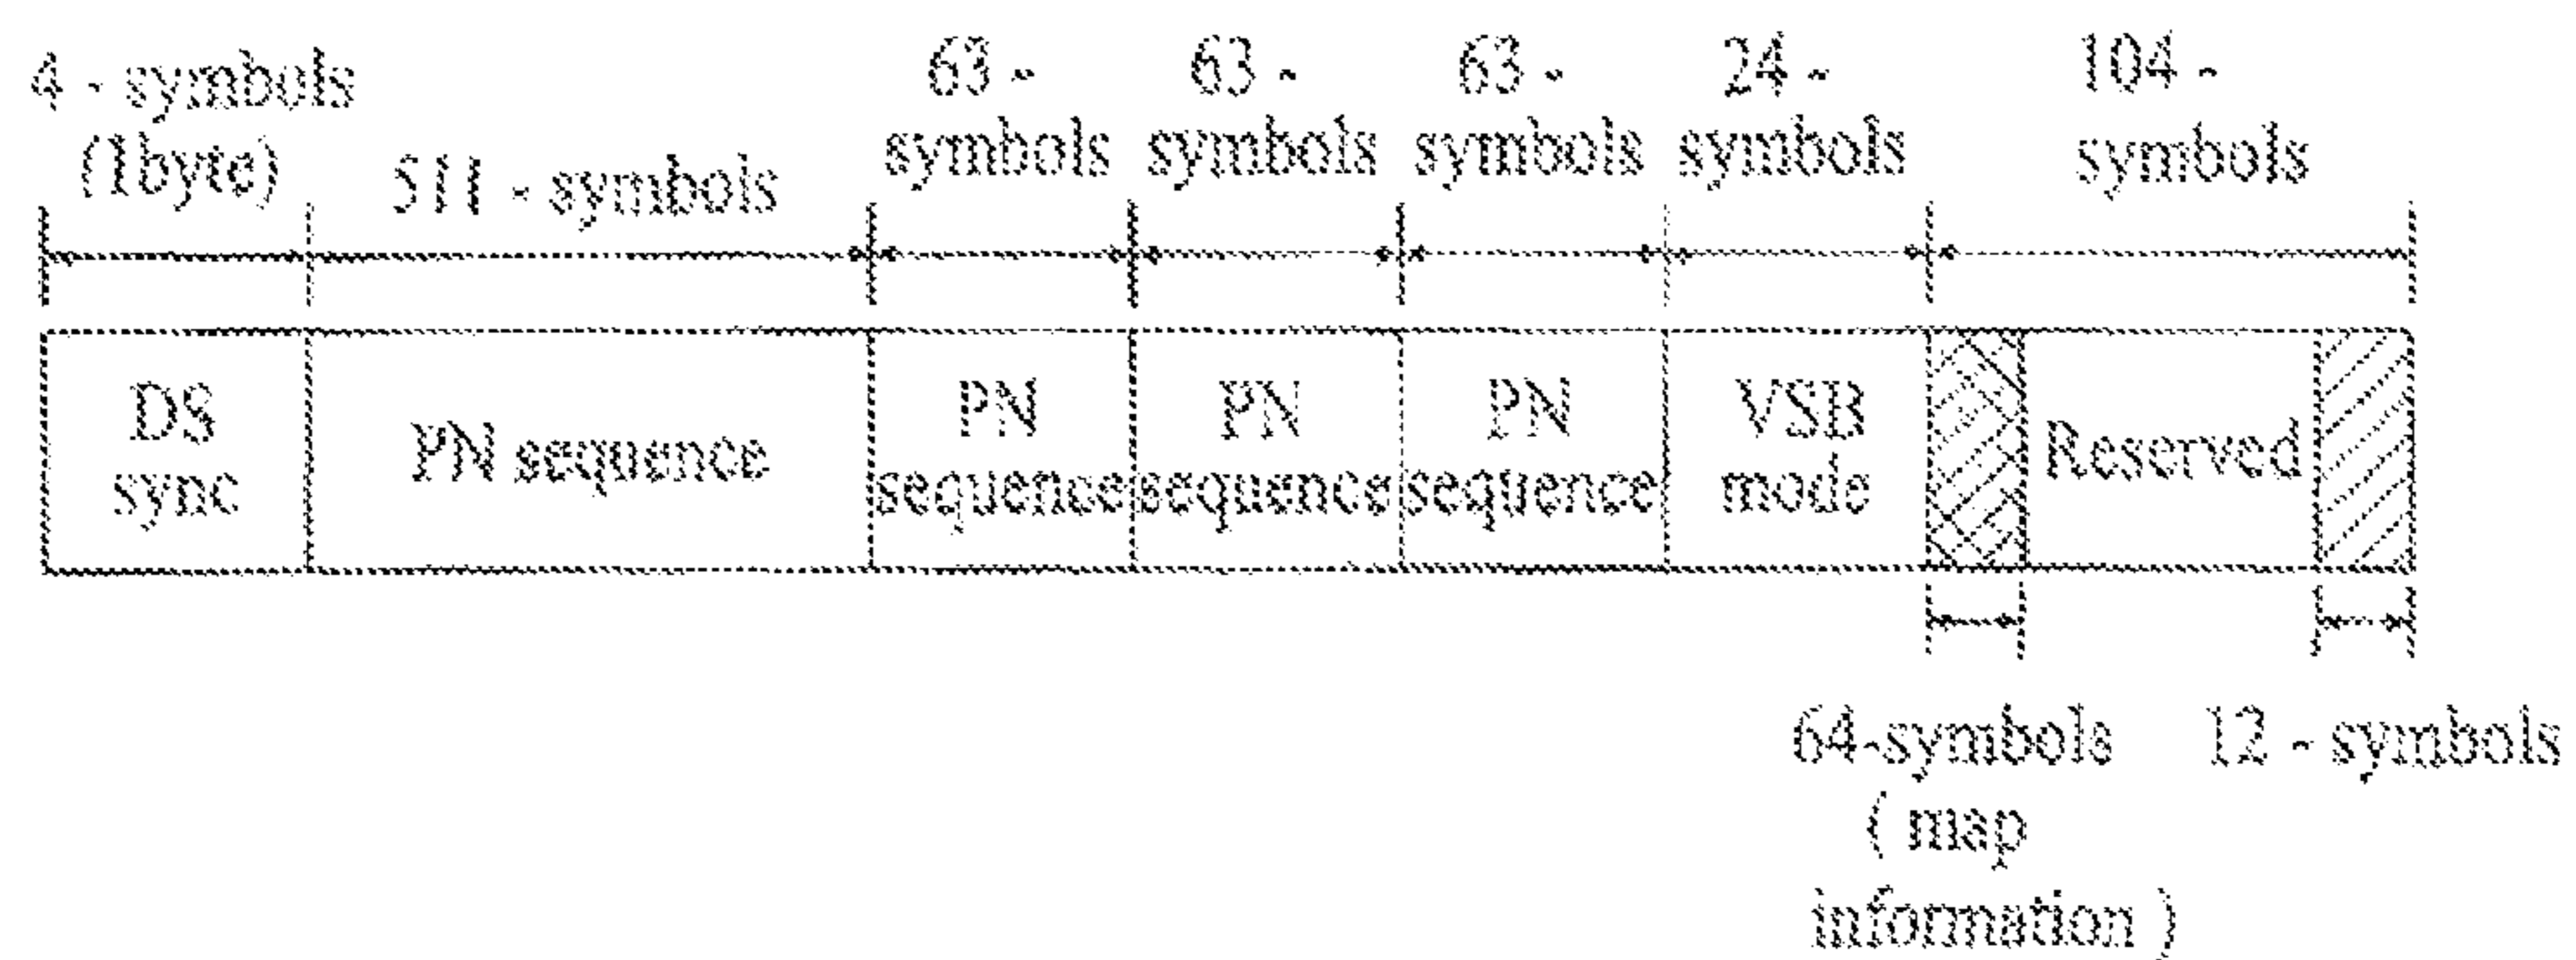 4 - symbols
(1byte)
511 - symbols
63 -
symbols
63 -
symbols
63 -
symbols
24 -
symbols
104 -
symbols
DS
sync
PN sequence
PN
sequence
PN
sequence
PN
sequence
VSB
mode
Reserved
64-symbols
( map
information )
12 - symbols